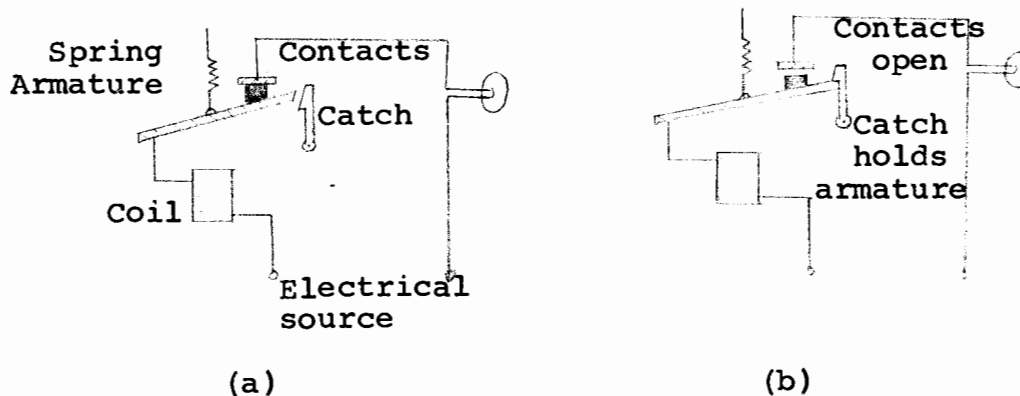 Spring
Armature
Contacts
Catch
Coil
Electrical
source
(a)
Contacts
open
Catch
holds
armature
(b)